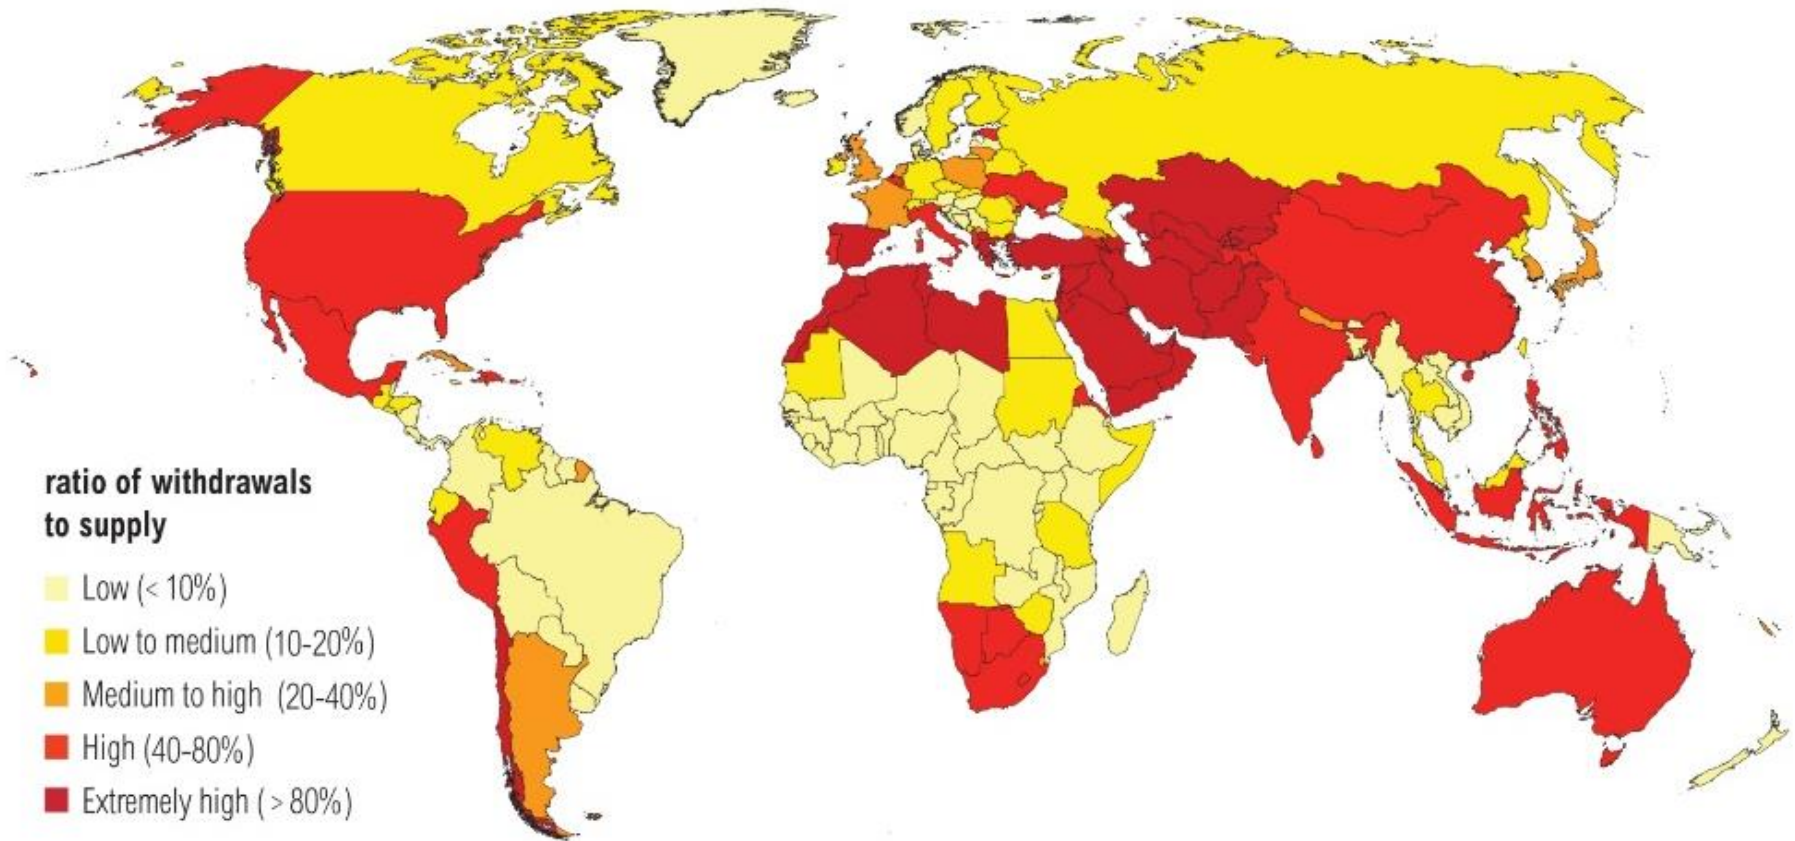 ratio of withdrawals
to supply
Low (< 10%)
Low to medium (10-20%)
Medium to high (20-40%)
High (40-80%)
Extremely high ( > 80%)